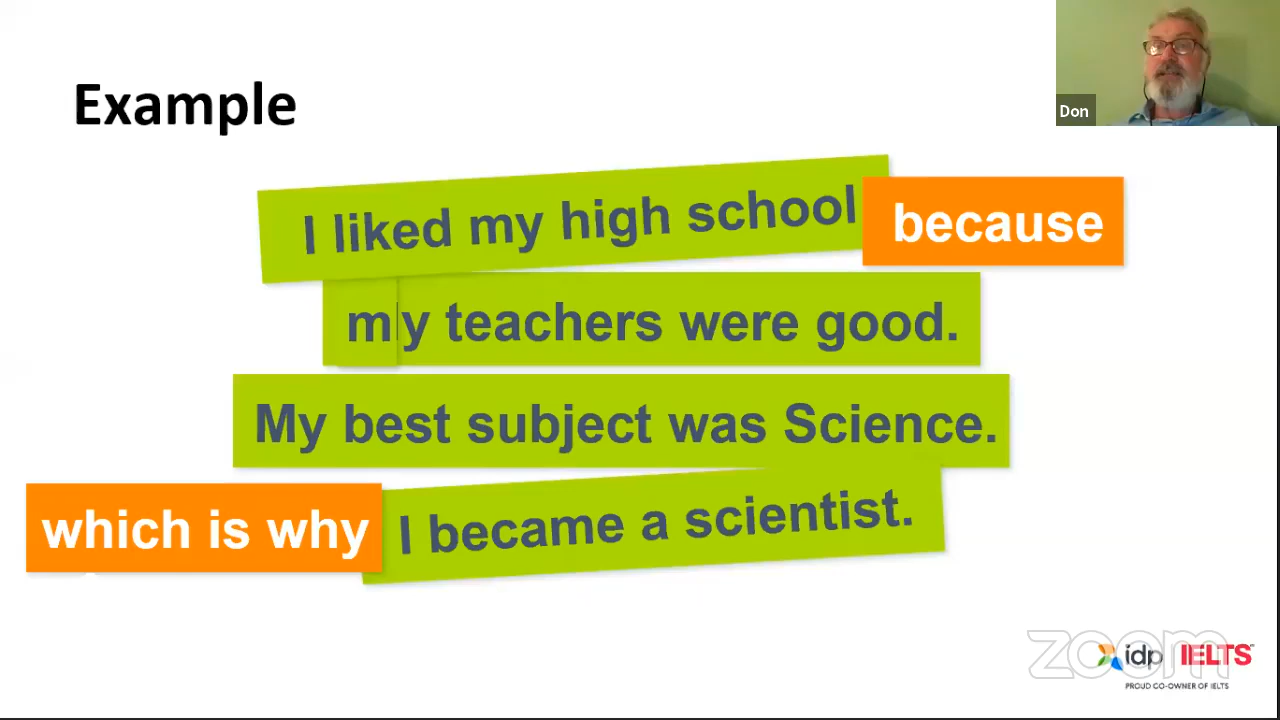 Example
Don
I liked my high school because
my teachers were good.
My best subject was Science.
which is why I became a scientist.
zoom
idp IELTS
PROUD CO-OWNER OF IELTS